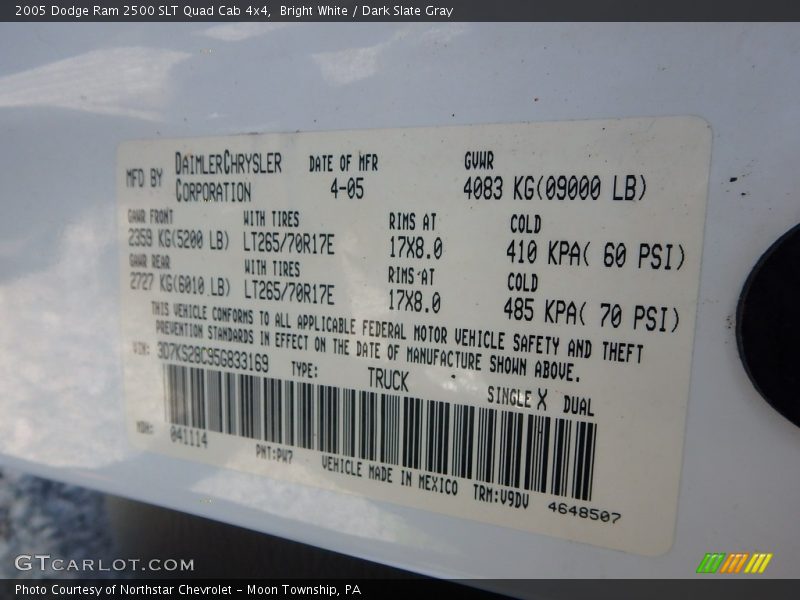 2005 Dodge Ram 2500 SLT Quad Cab 4x4,  Bright White / Dark Slate Gray
MFD BY DAIMLERCHRYSLER CORPORATION DATE OF MFR 4-05 GVWR 4083 KG(09000 LB)
GAWR FRONT WITH TIRES RIMS AT COLD
2359 KG(5200 LB) LT265/70R17E 17X8.0 410 KPA( 60 PSI)
GAWR REAR WITH TIRES RIMS AT COLD
2727 KG(6010 LB) LT265/70R17E 17X8.0 485 KPA( 70 PSI)
THIS VEHICLE CONFORMS TO ALL APPLICABLE FEDERAL MOTOR VEHICLE SAFETY AND THEFT
PREVENTION STANDARDS IN EFFECT ON THE DATE OF MANUFACTURE SHOWN ABOVE.
VIN: 3D7KS28C95G833169 TYPE: TRUCK SINGLE X DUAL
MDH: 041114 PNT:PW7 VEHICLE MADE IN MEXICO TRM:V9DV 4648507
GTCARLOT.COM
Photo Courtesy of Northstar Chevrolet - Moon Township, PA